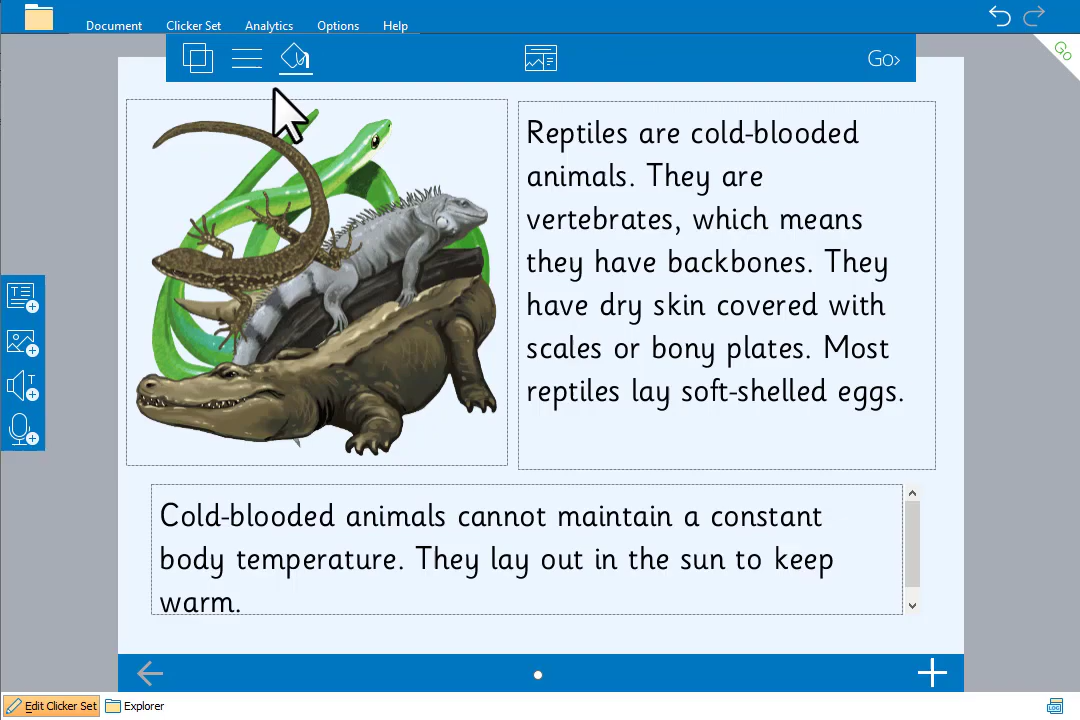 Document Clicker Set Analytics Options Help
Go>
Go
Reptiles are cold-blooded
animals. They are
vertebrates, which means
they have backbones. They
have dry skin covered with
scales or bony plates. Most
reptiles lay soft-shelled eggs.
Cold-blooded animals cannot maintain a constant
body temperature. They lay out in the sun to keep
warm.
Edit Clicker Set Explorer